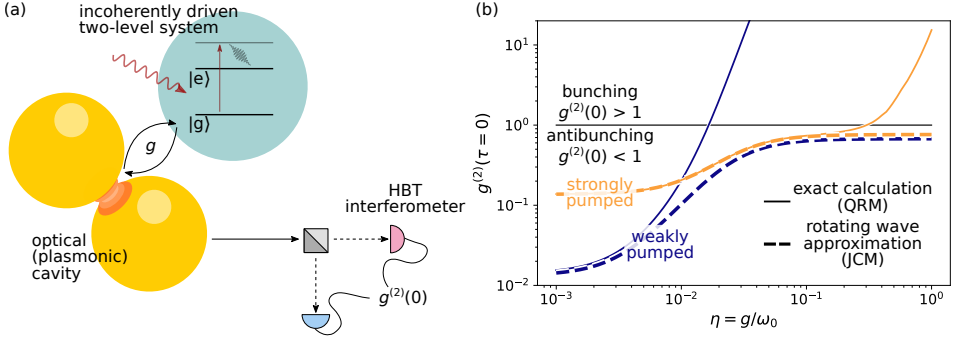 (a)
incoherently driven
two-level system
|e⟩
|g⟩
g
optical
(plasmonic)
cavity
HBT
interferometer
g⁽²⁾(0)
(b)
g⁽²⁾(τ = 0)
10¹
10⁰
10⁻¹
10⁻²
bunching
g⁽²⁾(0) > 1
antibunching
g⁽²⁾(0) < 1
strongly
pumped
weakly
pumped
exact calculation
(QRM)
rotating wave
approximation
(JCM)
10⁻³
10⁻²
10⁻¹
10⁰
η = g/ω₀